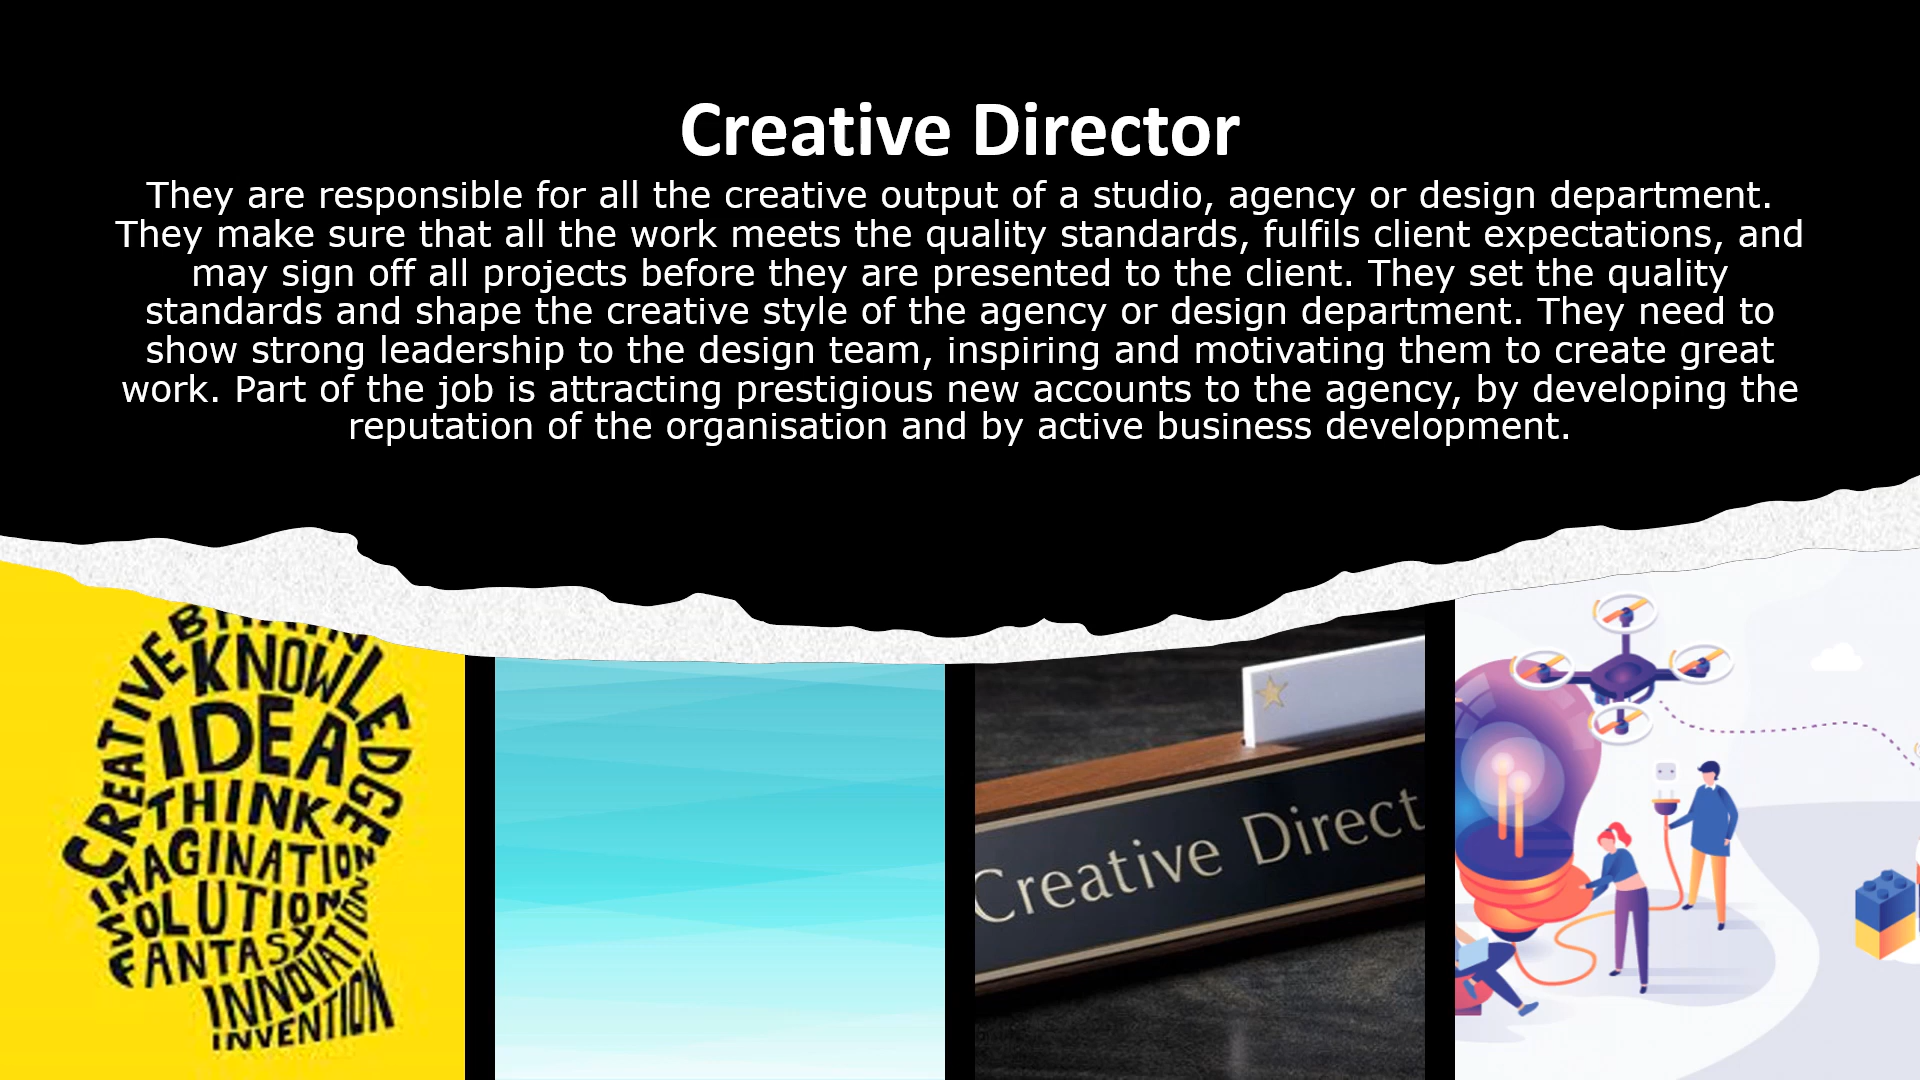 Creative Director
They are responsible for all the creative output of a studio, agency or design department.
They make sure that all the work meets the quality standards, fulfils client expectations, and
may sign off all projects before they are presented to the client. They set the quality
standards and shape the creative style of the agency or design department. They need to
show strong leadership to the design team, inspiring and motivating them to create great
work. Part of the job is attracting prestigious new accounts to the agency, by developing the
reputation of the organisation and by active business development.
CREATIVE
KNOW
LEDGE
IDEA
THINK
IMAGINATION
SOLUTION
FANTASY
INNOVATION
INVENTION
Creative Direct